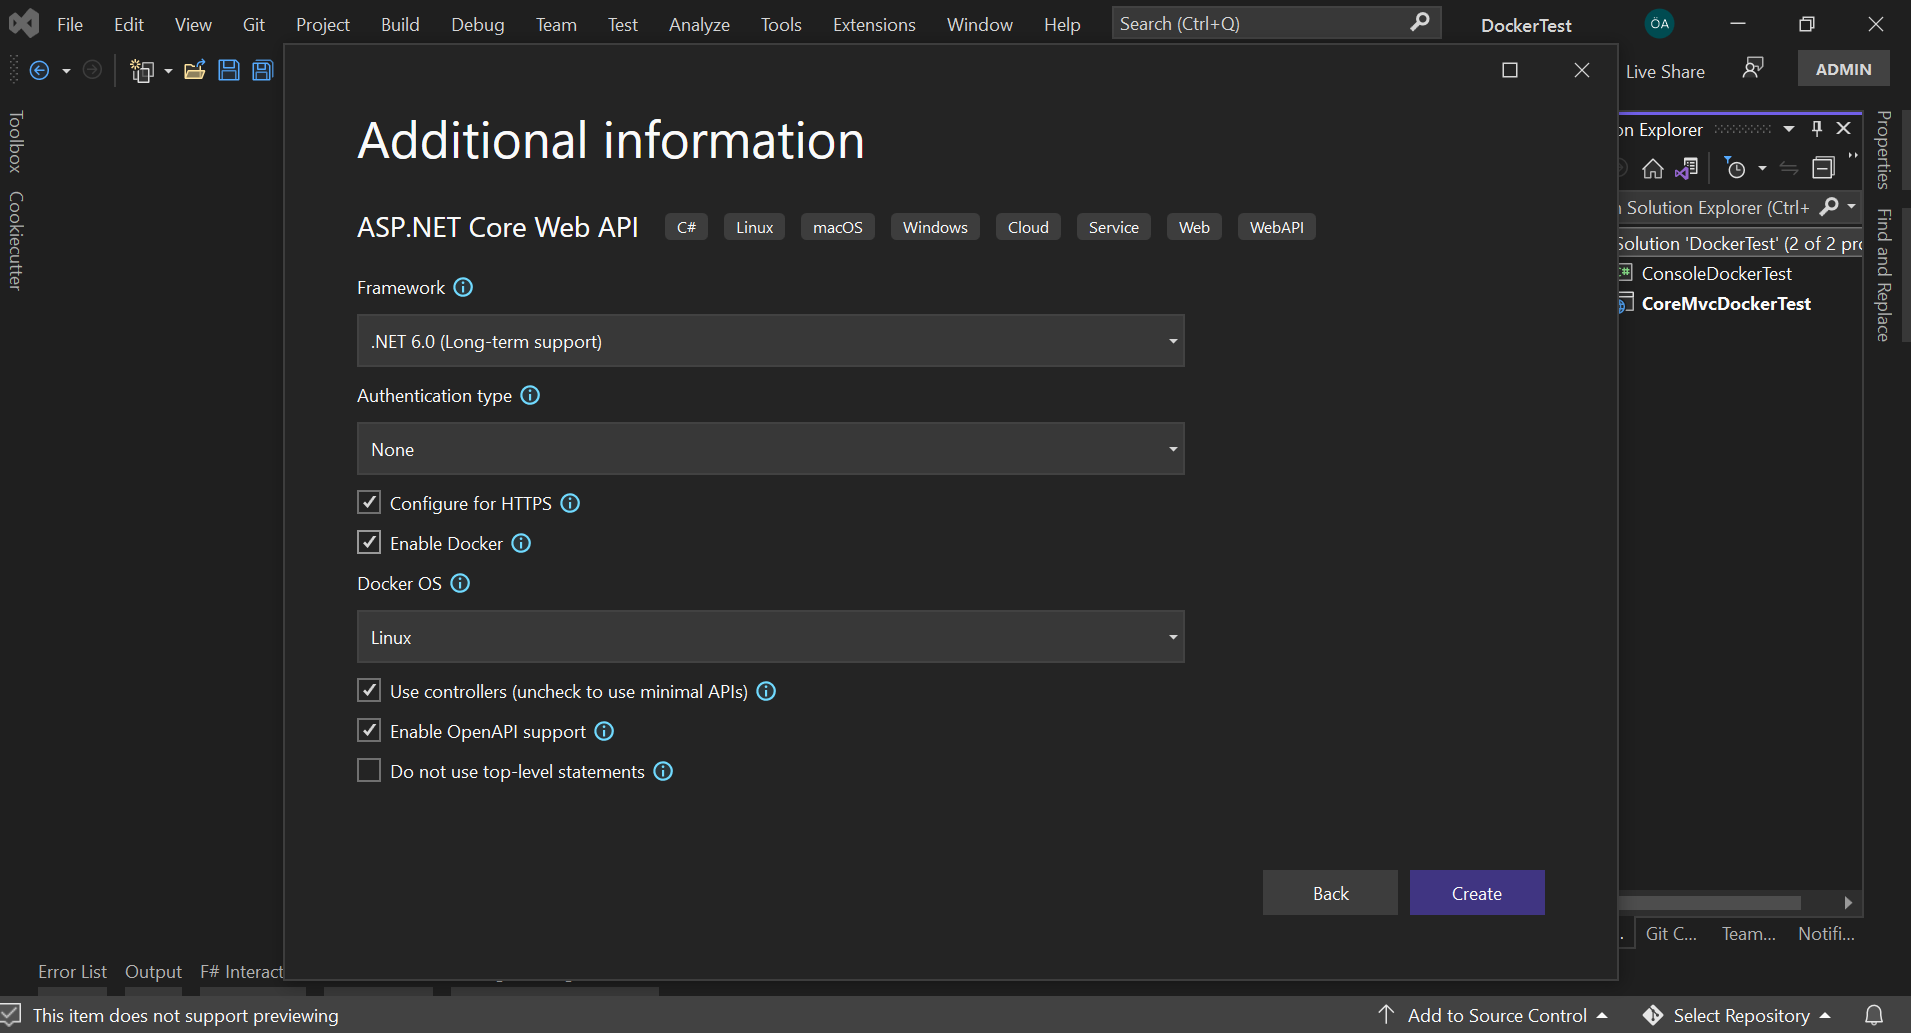 File Edit View Git Project Build Debug Team Test Analyze Tools Extensions Window Help Search (Ctrl+Q) DockerTest ÖA
Live Share ADMIN
Toolbox
Cookiecutter
Additional information
ASP.NET Core Web API C# Linux macOS Windows Cloud Service Web WebAPI
Framework
.NET 6.0 (Long-term support)
Authentication type
None
Configure for HTTPS
Enable Docker
Docker OS
Linux
Use controllers (uncheck to use minimal APIs)
Enable OpenAPI support
Do not use top-level statements
Back Create
on Explorer
n Solution Explorer (Ctrl+
Solution 'DockerTest' (2 of 2 pro
C# ConsoleDockerTest
CoreMvcDockerTest
Properties
Find and Replace
Git C... Team... Notifi...
Error List Output F# Interact
This item does not support previewing Add to Source Control Select Repository